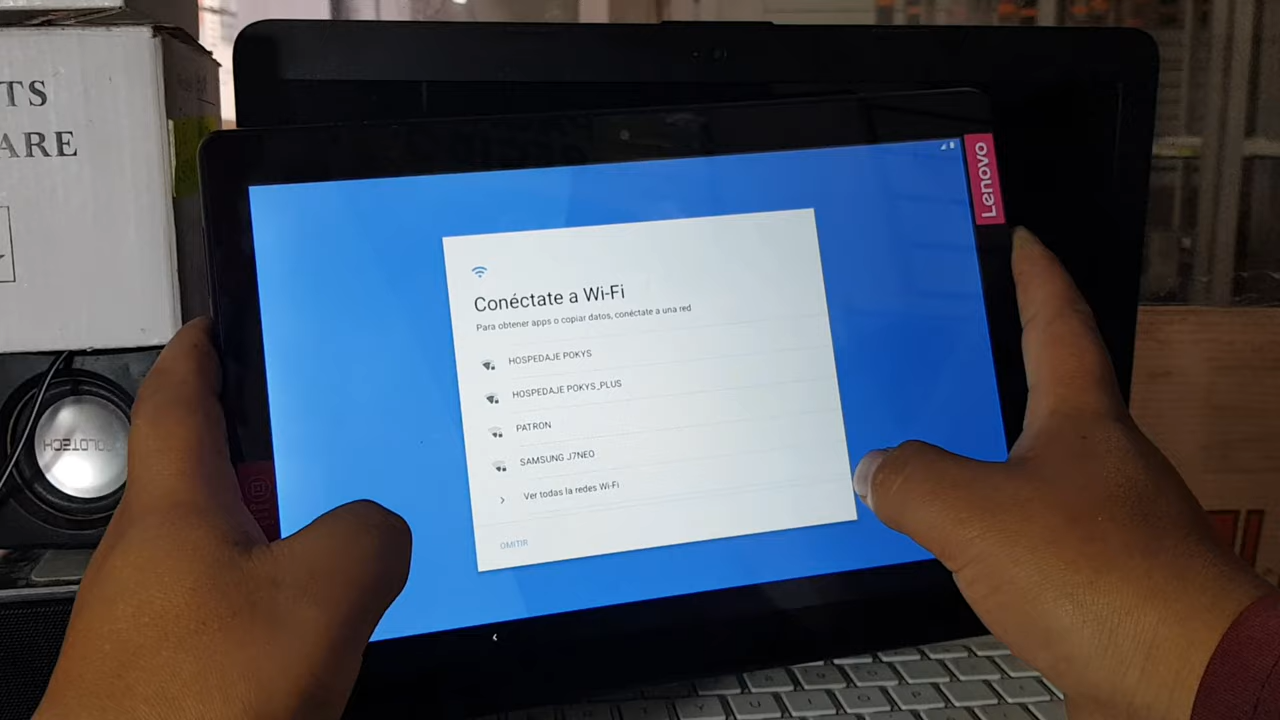 TS
ARE
Lenovo
Conéctate a Wi-Fi
Para obtener apps o copiar datos, conéctate a una red
HOSPEDAJE POKYS
HOSPEDAJE POKYS_PLUS
PATRON
SAMSUNG J7NEO
Ver todas la redes Wi-Fi
OMITIR